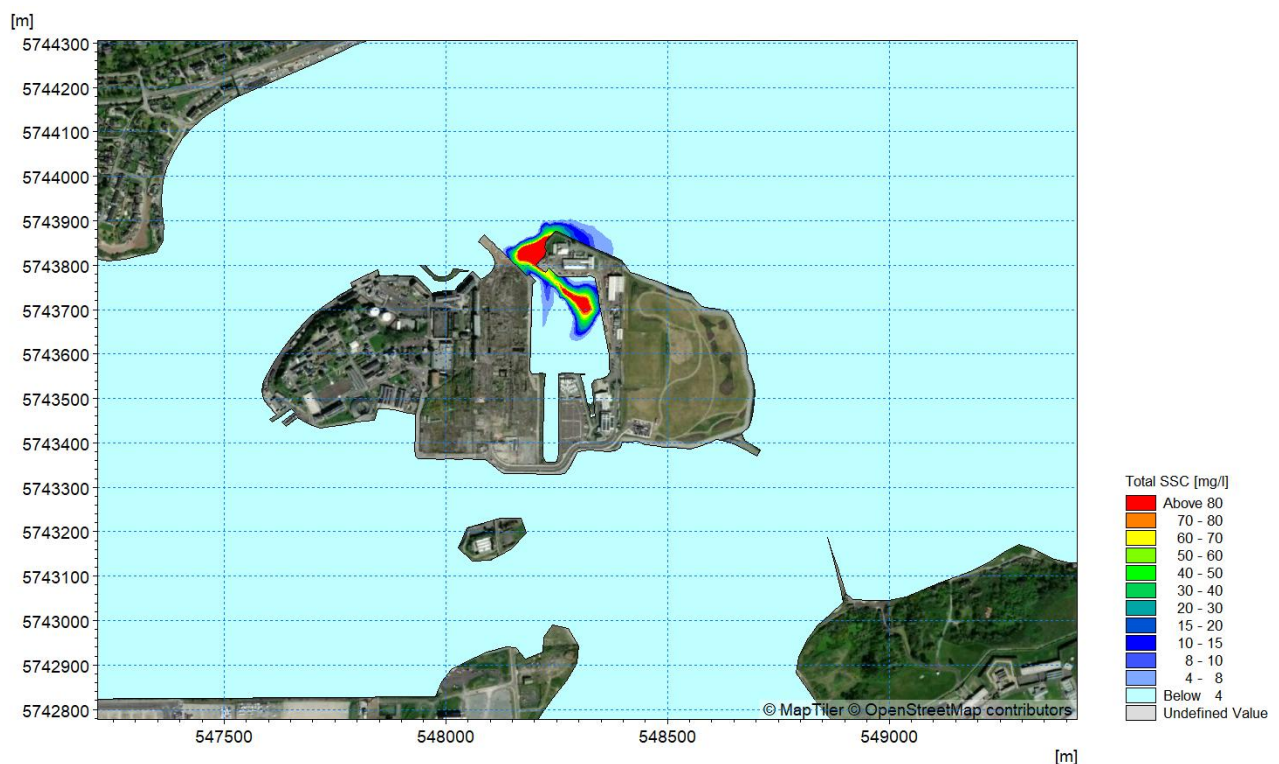 [m]
5744300
5744200
5744100
5744000
5743900
5743800
5743700
5743600
5743500
5743400
5743300
5743200
5743100
5743000
5742900
5742800
547500
548000
548500
549000
[m]
© MapTiler © OpenStreetMap contributors
Total SSC [mg/l]
Above 80
70 - 80
60 - 70
50 - 60
40 - 50
30 - 40
20 - 30
15 - 20
10 - 15
8 - 10
4 - 8
Below 4
Undefined Value